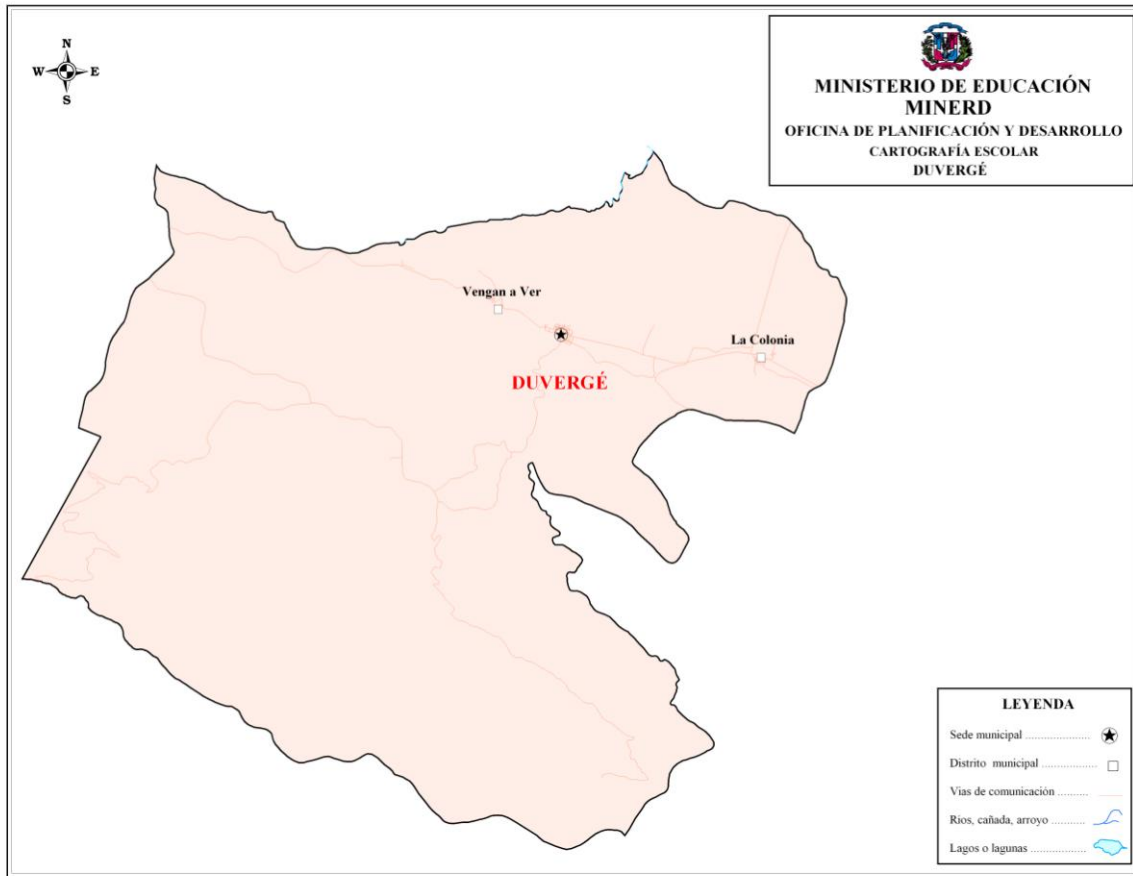 N
W E
S
MINISTERIO DE EDUCACIÓN
MINERD
OFICINA DE PLANIFICACIÓN Y DESARROLLO
CARTOGRAFÍA ESCOLAR
DUVERGÉ
Vengan a Ver
La Colonia
DUVERGÉ
LEYENDA
Sede municipal .....................
Distrito municipal ..................
Vias de comunicación ..........
Rios, cañada, arroyo ...........
Lagos o lagunas ..................